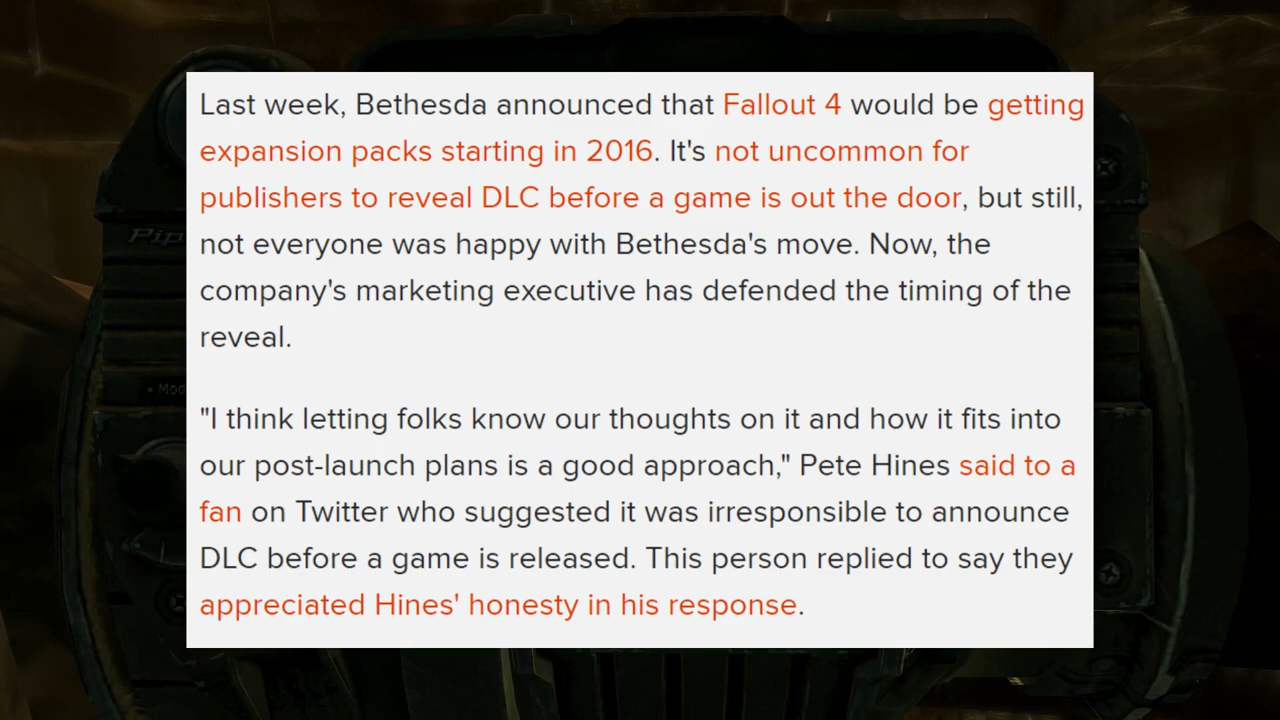 Last week, Bethesda announced that Fallout 4 would be getting
expansion packs starting in 2016. It's not uncommon for
publishers to reveal DLC before a game is out the door, but still,
not everyone was happy with Bethesda's move. Now, the
company's marketing executive has defended the timing of the
reveal.
"I think letting folks know our thoughts on it and how it fits into
our post-launch plans is a good approach," Pete Hines said to a
fan on Twitter who suggested it was irresponsible to announce
DLC before a game is released. This person replied to say they
appreciated Hines' honesty in his response.
Pip
• Mod